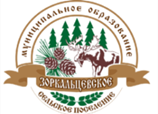 МУНИЦИПАЛЬНОЕ ОБРАЗОВАНИЕ
ЗОРКАЛЬЦЕВСКОЕ
СЕЛЬСКОЕ ПОСЕЛЕНИЕ